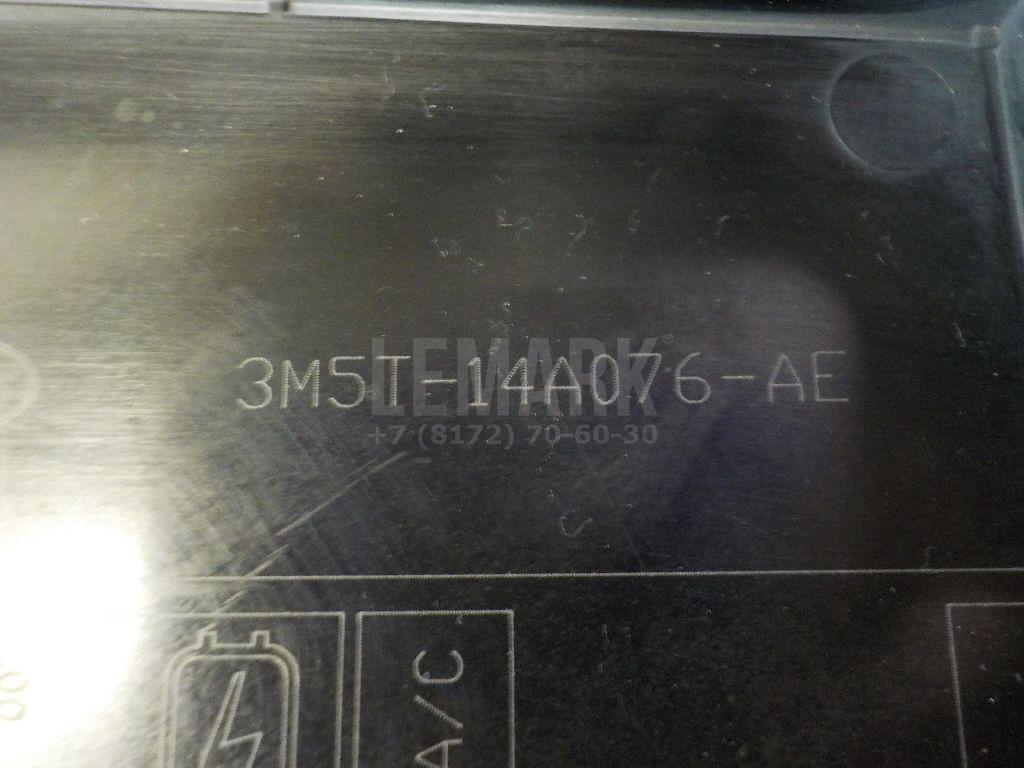 3M5T-14A076-AE
LEMARK
+7 (8172) 70-60-30
A/C